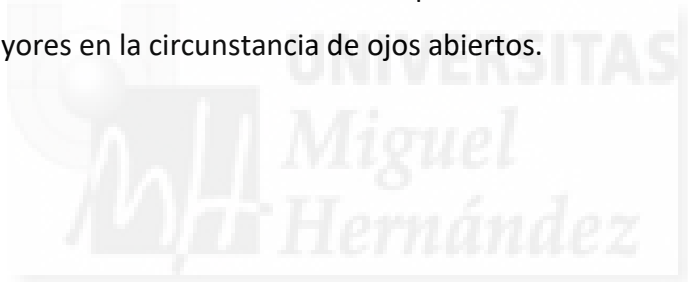 yores en la circunstancia de ojos abiertos.
UNIVERSITAS
Miguel
Hernández